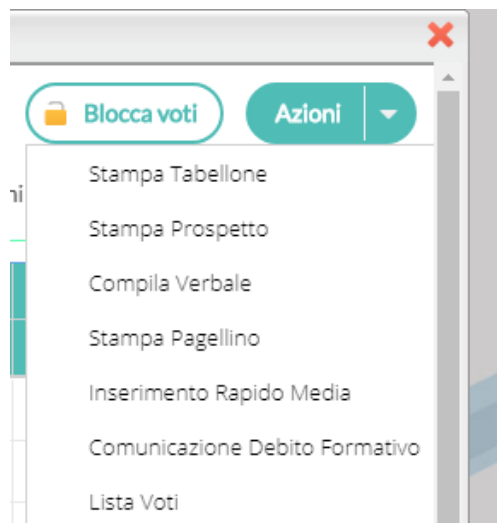 Blocca voti
Azioni
Stampa Tabellone
ni
Stampa Prospetto
Compila Verbale
Stampa Pagellino
Inserimento Rapido Media
Comunicazione Debito Formativo
Lista Voti